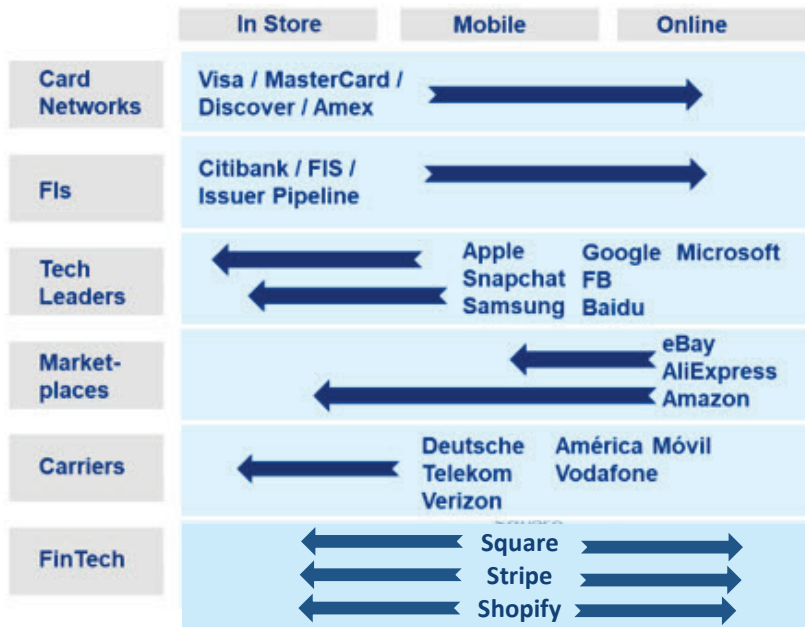 In Store Mobile Online
Card
Networks
Visa / MasterCard /
Discover / Amex
FIs
Citibank / FIS /
Issuer Pipeline
Tech
Leaders
Apple Google Microsoft
Snapchat FB
Samsung Baidu
Market-
places
eBay
AliExpress
Amazon
Carriers
Deutsche América Móvil
Telekom Vodafone
Verizon
FinTech
Square
Stripe
Shopify